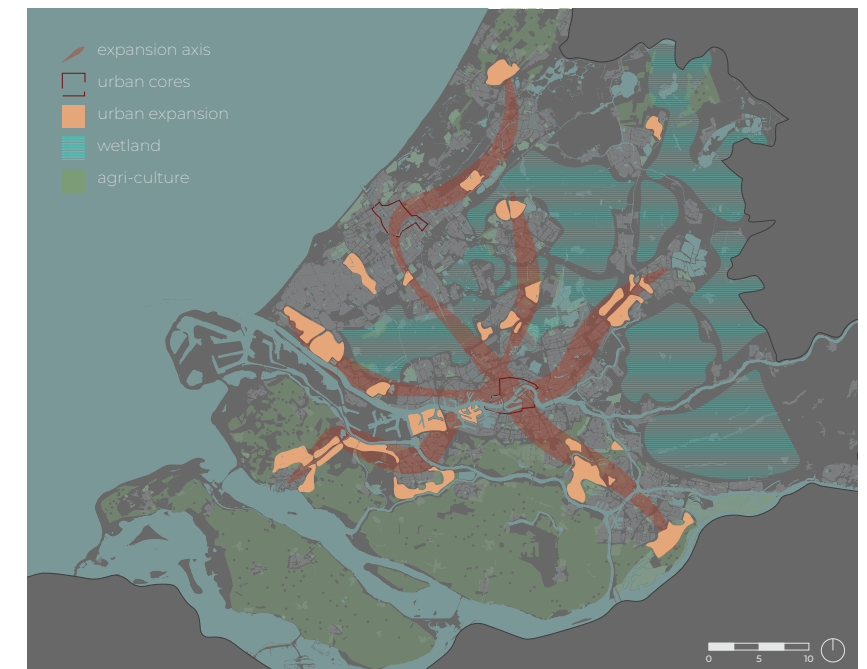 expansion axis
urban cores
urban expansion
wetland
agri-culture
0 5 10